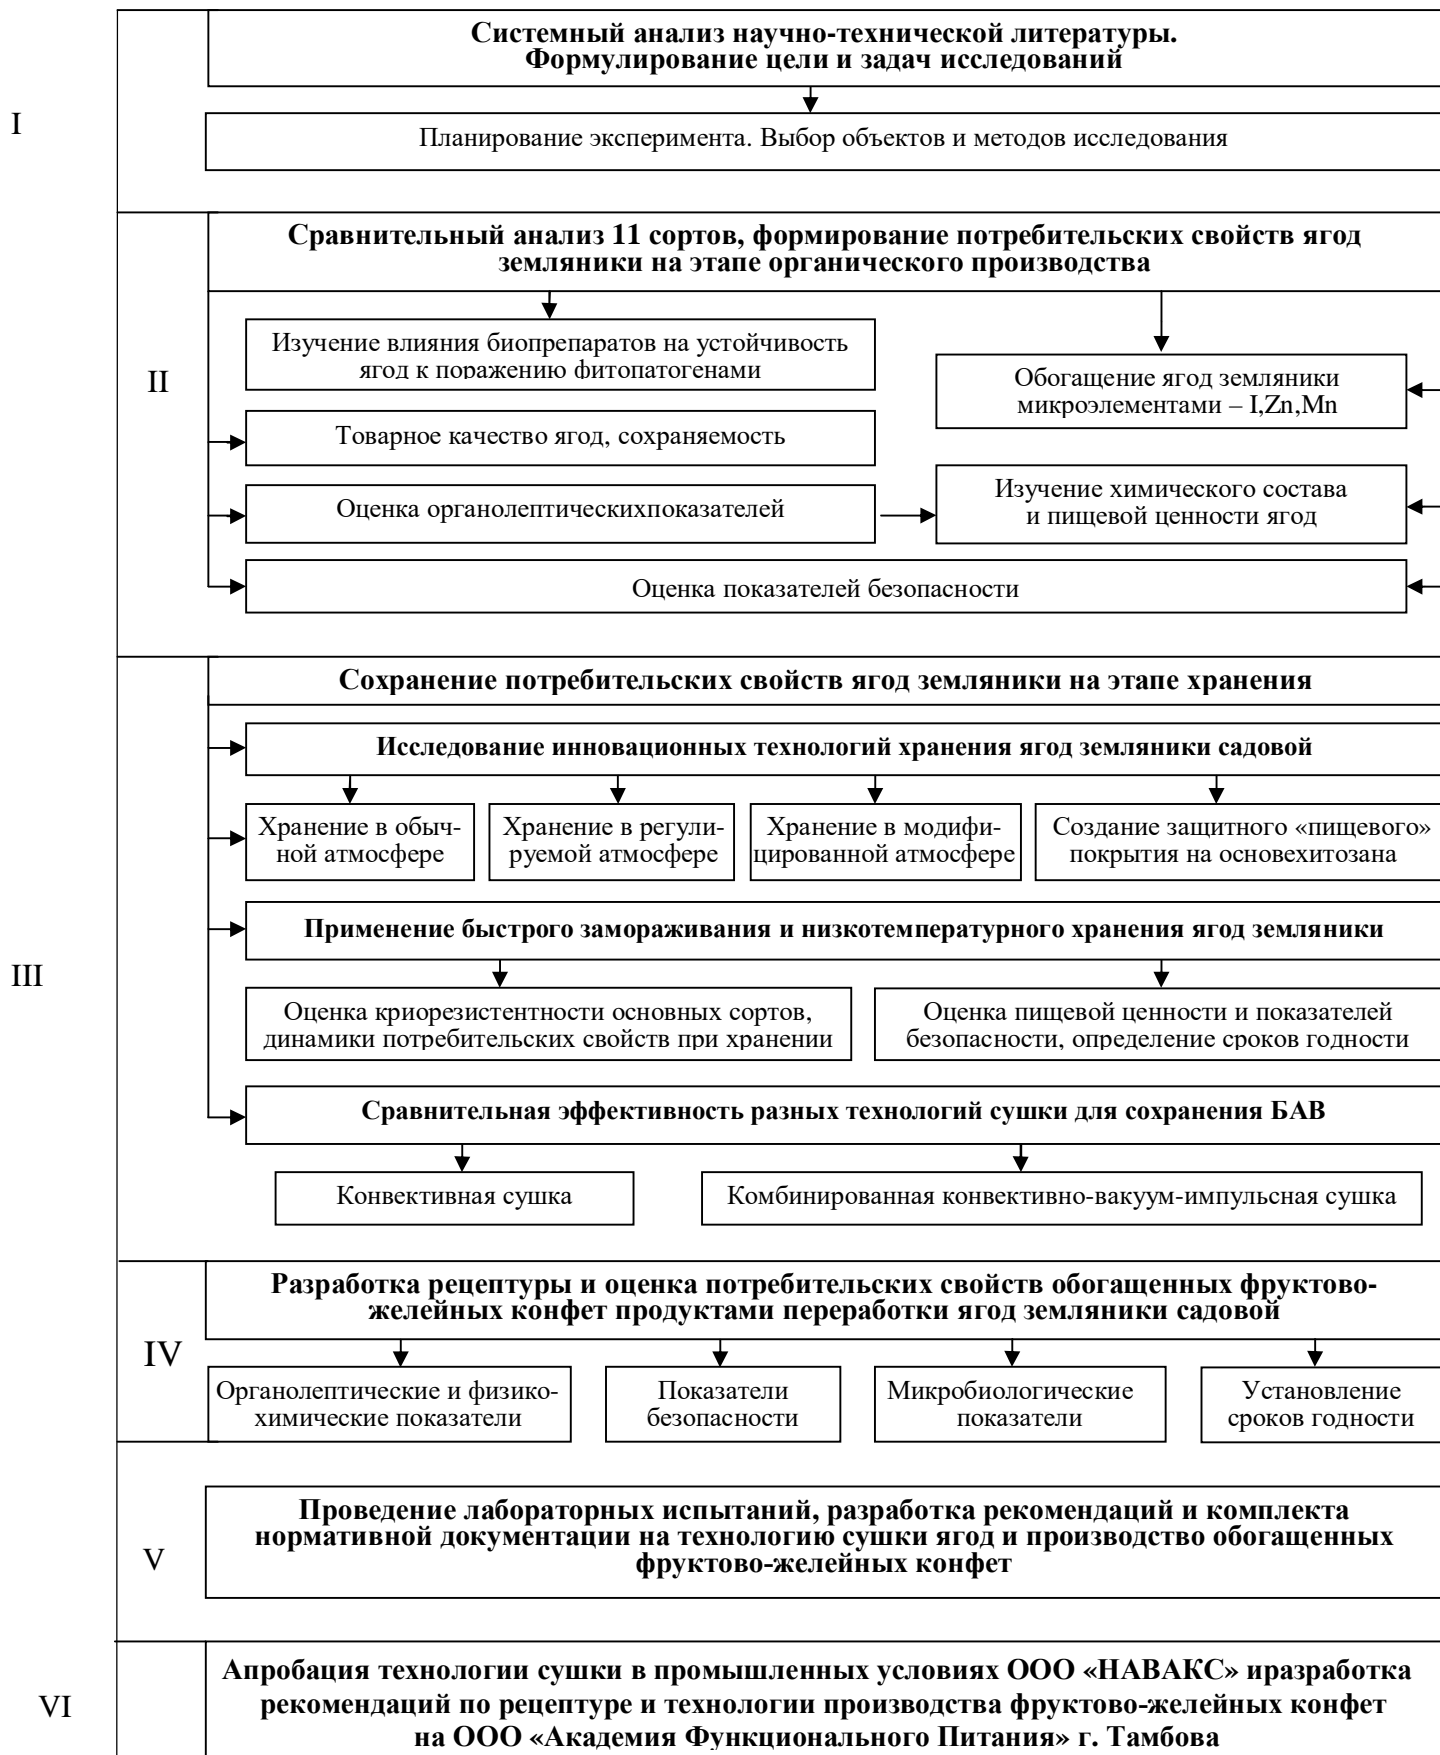 Системный анализ научно-технической литературы.
Формулирование цели и задач исследований
I
Планирование эксперимента. Выбор объектов и методов исследования
Сравнительный анализ 11 сортов, формирование потребительских свойств ягод
земляники на этапе органического производства
II
Изучение влияния биопрепаратов на устойчивость
ягод к поражению фитопатогенами
Обогащение ягод земляники
микроэлементами – I,Zn,Mn
Товарное качество ягод, сохраняемость
Оценка органолептическихпоказателей
Изучение химического состава
и пищевой ценности ягод
Оценка показателей безопасности
Сохранение потребительских свойств ягод земляники на этапе хранения
Исследование инновационных технологий хранения ягод земляники садовой
Хранение в обыч-
ной атмосфере
Хранение в регули-
руемой атмосфере
Хранение в модифи-
цированной атмосфере
Создание защитного «пищевого»
покрытия на основехитозана
Применение быстрого замораживания и низкотемпературного хранения ягод земляники
III
Оценка криорезистентности основных сортов,
динамики потребительских свойств при хранении
Оценка пищевой ценности и показателей
безопасности, определение сроков годности
Сравнительная эффективность разных технологий сушки для сохранения БАВ
Конвективная сушка
Комбинированная конвективно-вакуум-импульсная сушка
Разработка рецептуры и оценка потребительских свойств обогащенных фруктово-
желейных конфет продуктами переработки ягод земляники садовой
IV
Органолептические и физико-
химические показатели
Показатели
безопасности
Микробиологические
показатели
Установление
сроков годности
Проведение лабораторных испытаний, разработка рекомендаций и комплекта
нормативной документации на технологию сушки ягод и производство обогащенных
фруктово-желейных конфет
V
Апробация технологии сушки в промышленных условиях ООО «НАВАКС» иразработка
рекомендаций по рецептуре и технологии производства фруктово-желейных конфет
на ООО «Академия Функционального Питания» г. Тамбова
VI